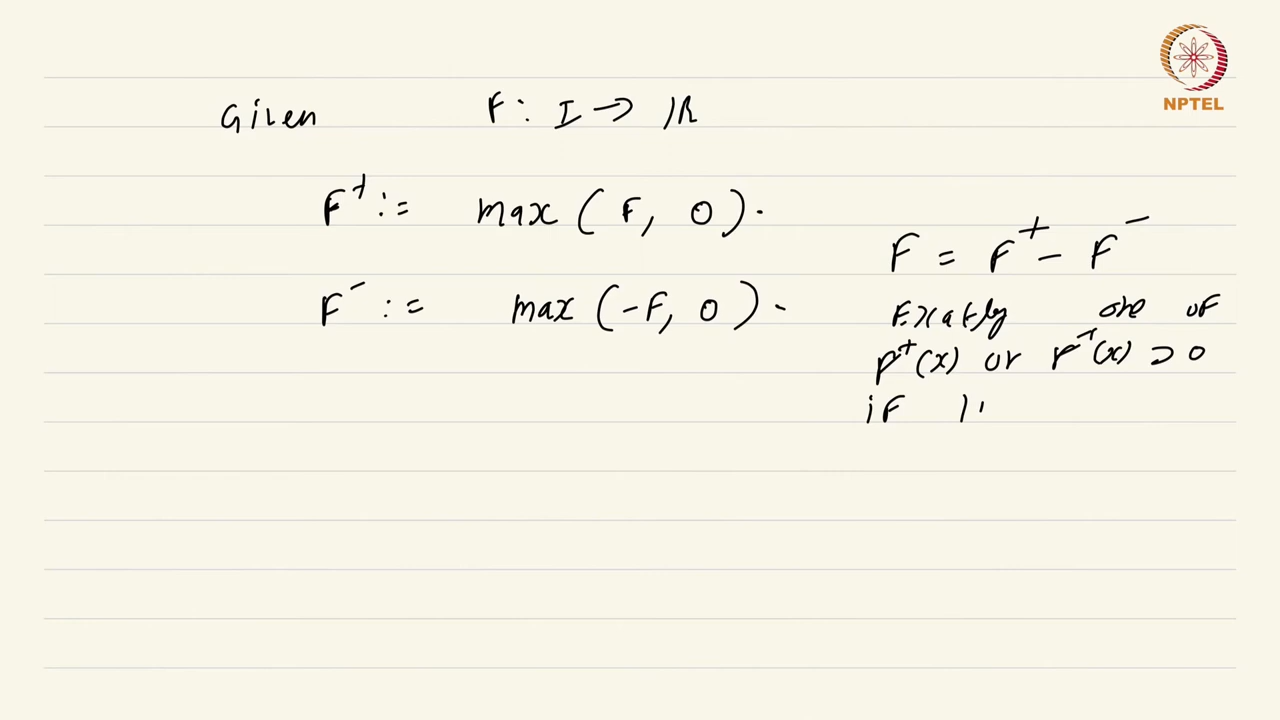 NPTEL
Given F : I → ℝ
F⁺ := max (F, 0).
F⁻ := max (-F, 0).
F = F⁺ - F⁻
Exactly one of
F⁺(x) or F⁻(x) > 0
if